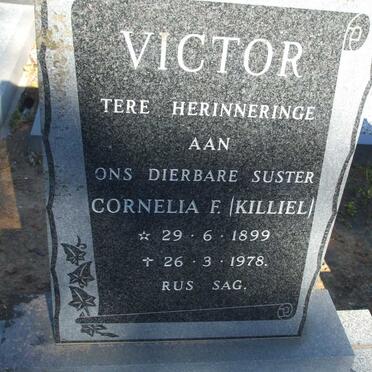 VICTOR
TERE HERINNERINGE
AAN
ONS DIERBARE SUSTER
CORNELIA F. (KILLIEL)
☆ 29 · 6 · 1899
✝ 26 · 3 · 1978.
RUS SAG.